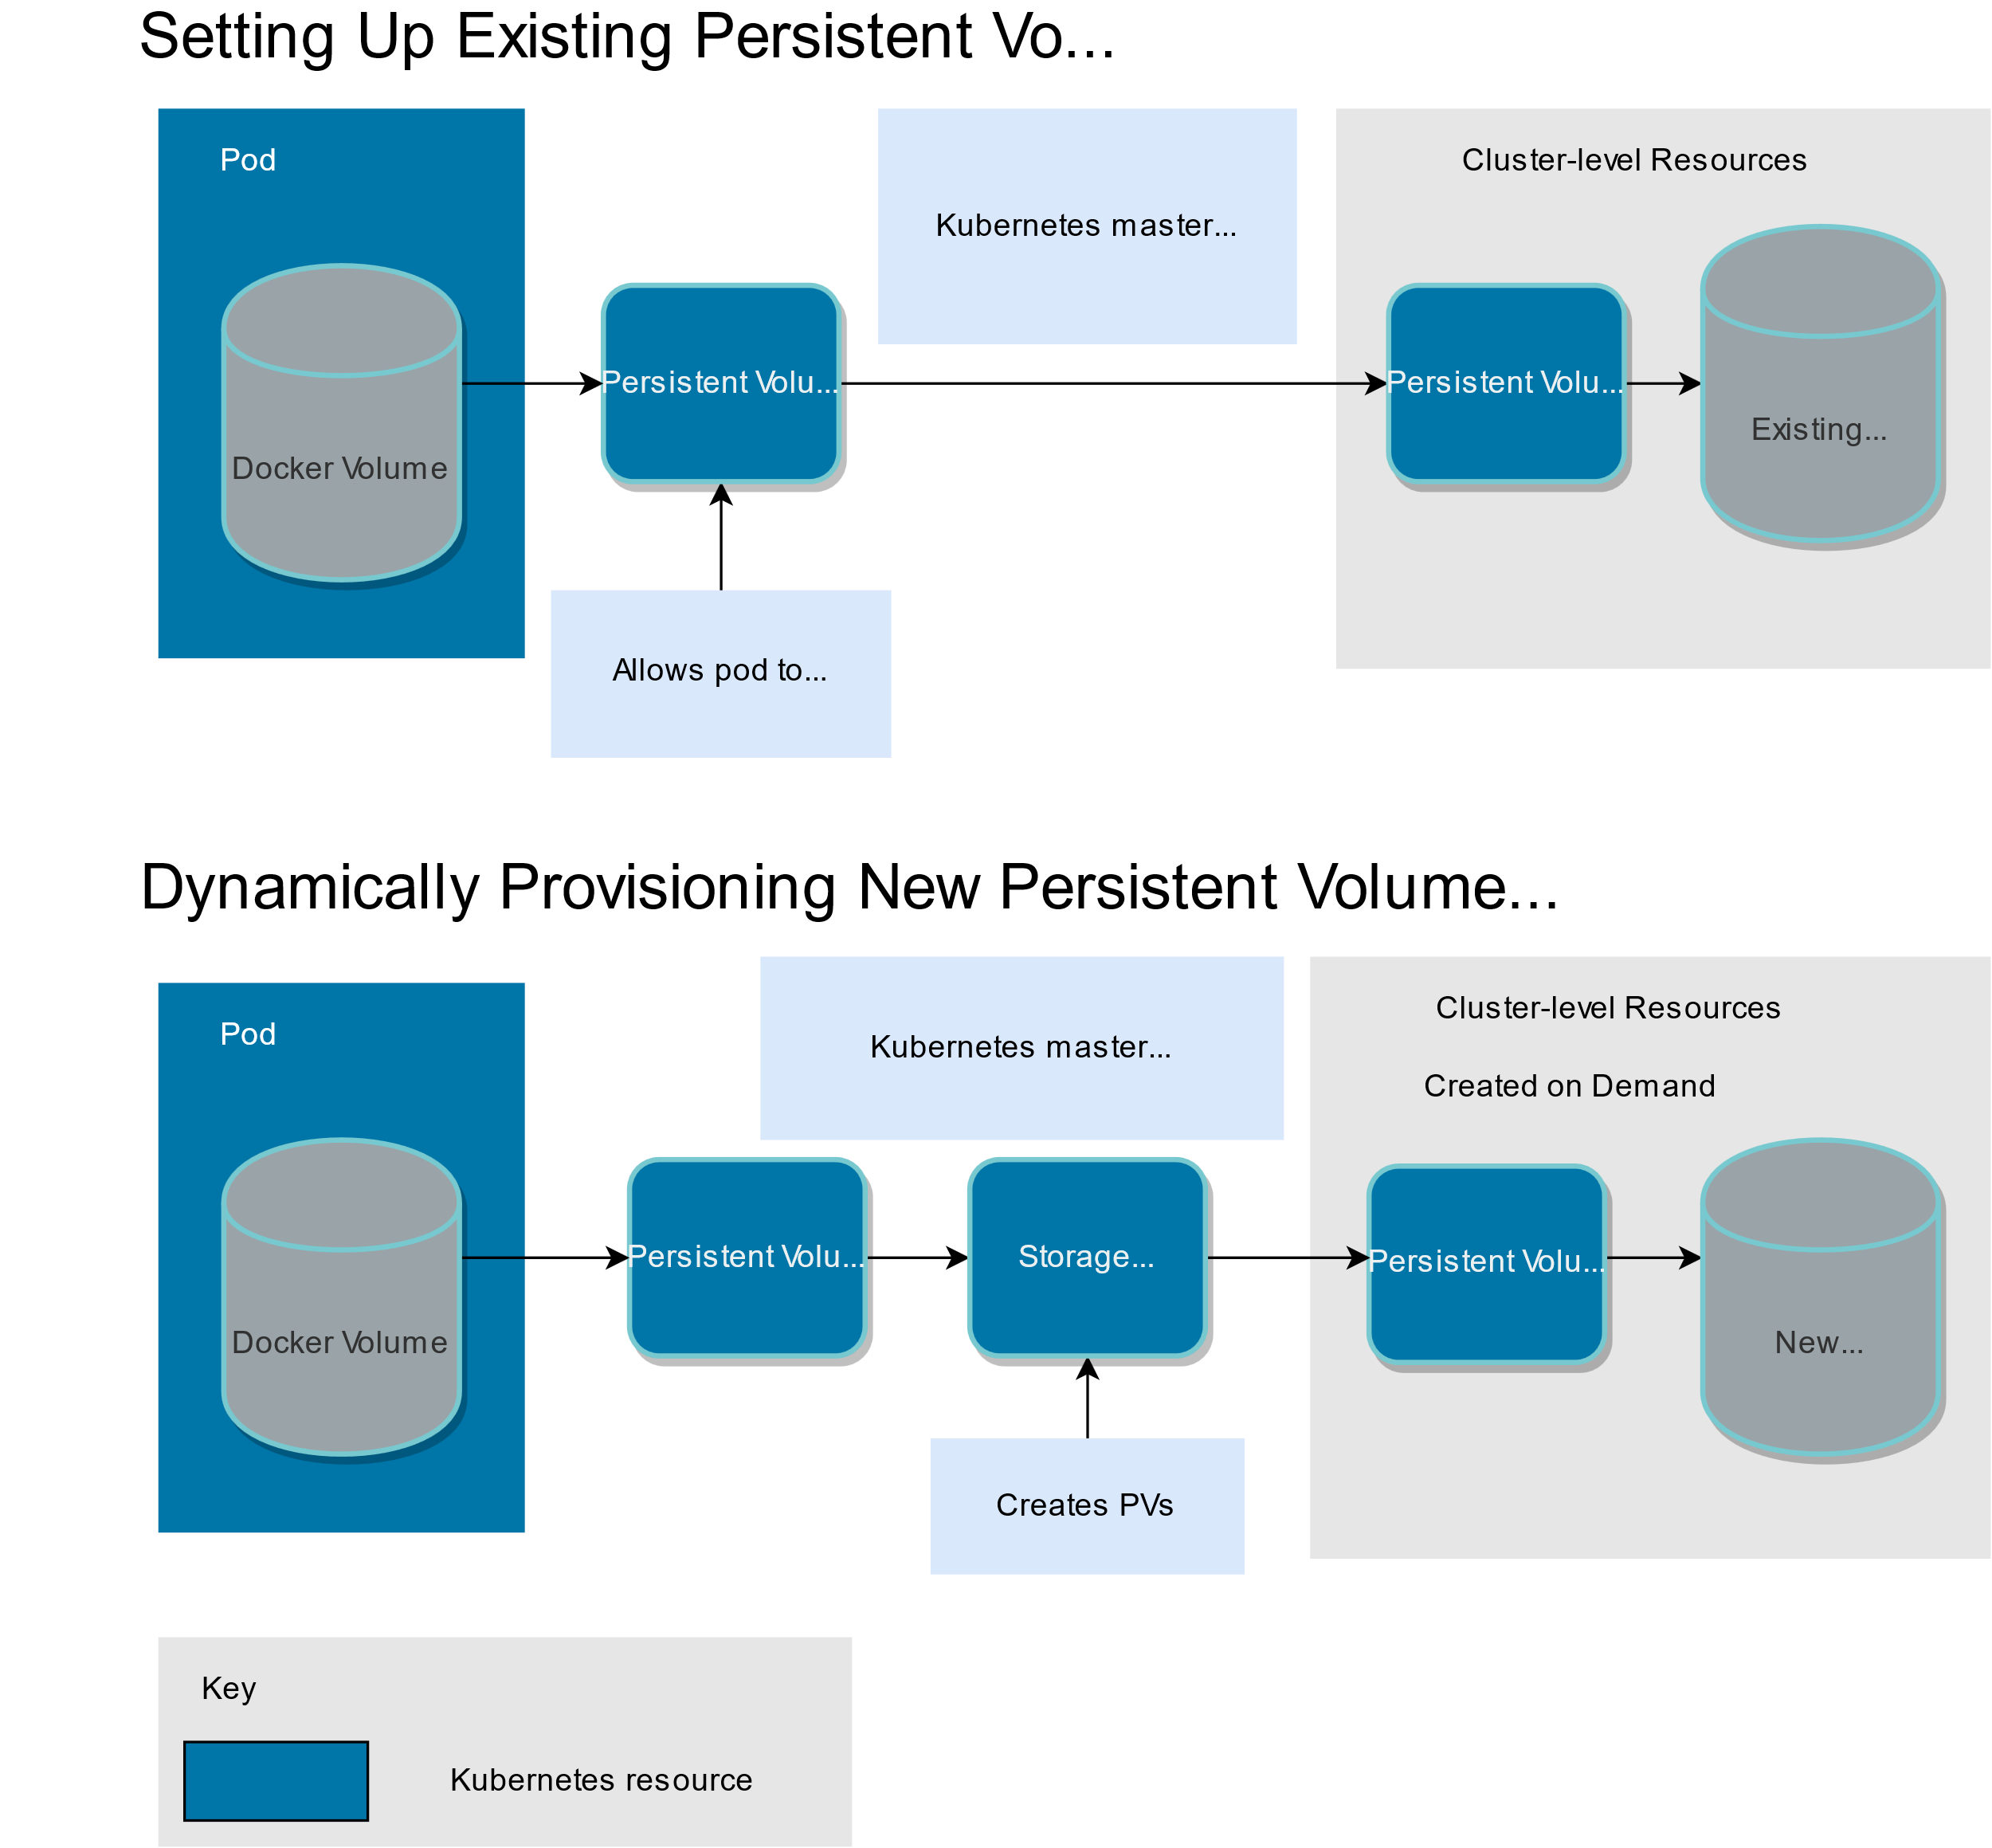 Setting Up Existing Persistent Vo...
Pod
Kubernetes master...
Cluster-level Resources
Docker Volume
Persistent Volu...
Persistent Volu...
Existing...
Allows pod to...
Dynamically Provisioning New Persistent Volume...
Pod
Kubernetes master...
Cluster-level Resources
Created on Demand
Docker Volume
Persistent Volu...
Storage...
Persistent Volu...
New...
Creates PVs
Key
Kubernetes resource